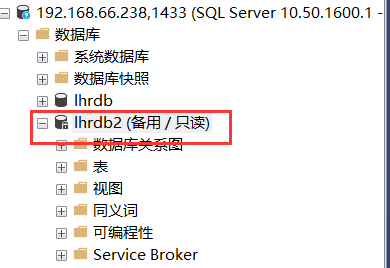 192.168.66.238,1433 (SQL Server 10.50.1600.1 -
数据库
系统数据库
数据库快照
lhrdb
lhrdb2 (备用 / 只读)
数据库关系图
表
视图
同义词
可编程性
Service Broker